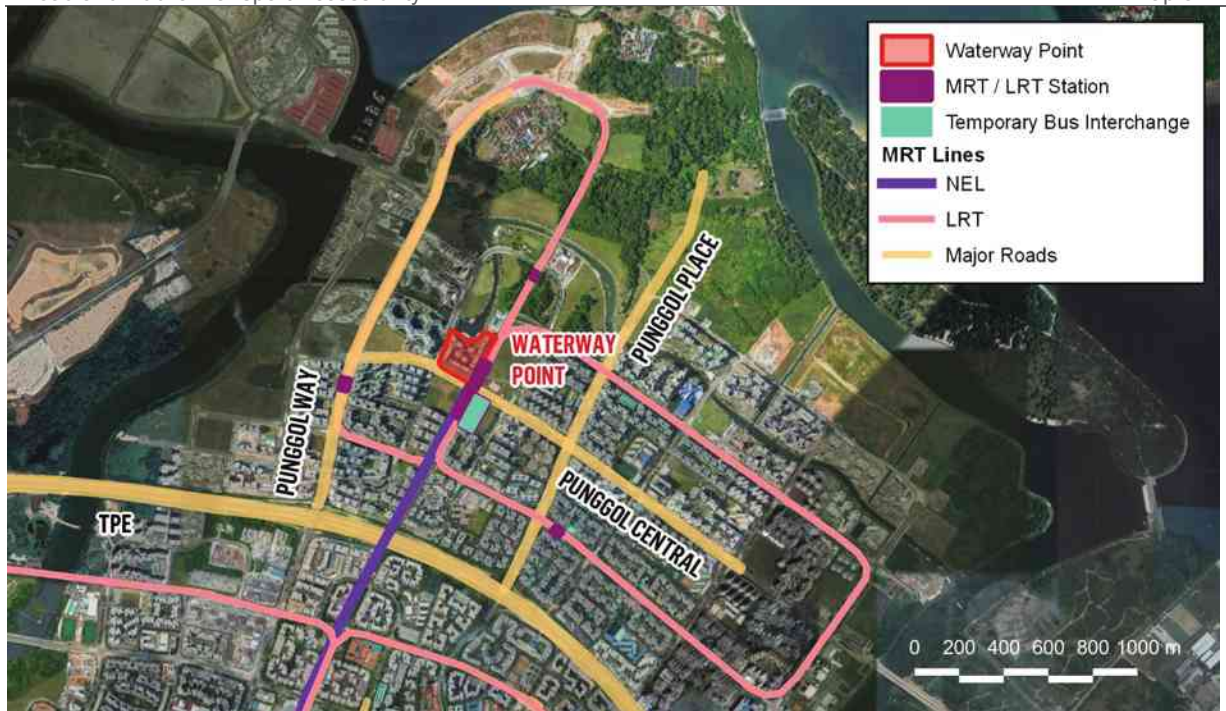 Waterway Point
MRT / LRT Station
Temporary Bus Interchange
MRT Lines
NEL
LRT
Major Roads
PUNGGOL PLACE
WATERWAY
POINT
PUNGGOL WAY
PUNGGOL CENTRAL
TPE
0 200 400 600 800 1000 m